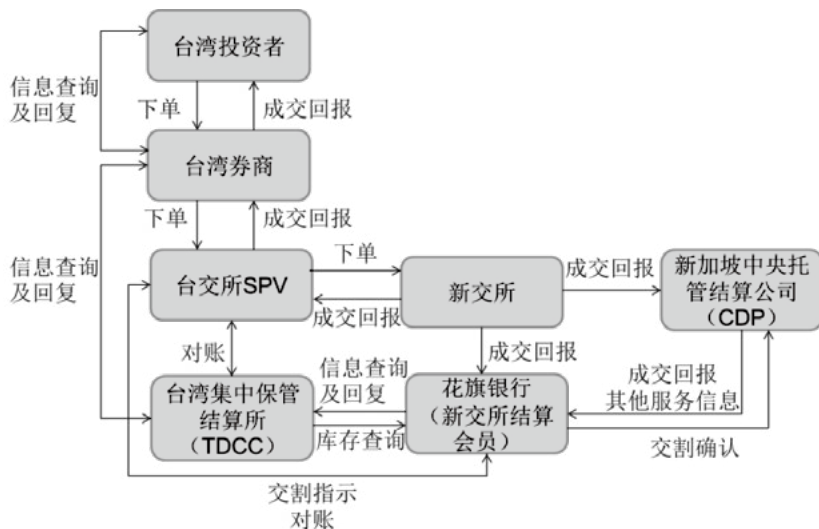 台湾投资者
信息查询
及回复
下单
成交回报
台湾券商
下单
成交回报
信息查询
及回复
台交所SPV
下单
成交回报
新交所
成交回报
新加坡中央托
管结算公司
（CDP）
对账
成交回报
台湾集中保管
结算所
（TDCC）
信息查询
及回复
库存查询
花旗银行
（新交所结算
会员）
成交回报
其他服务信息
交割确认
交割指示
对账